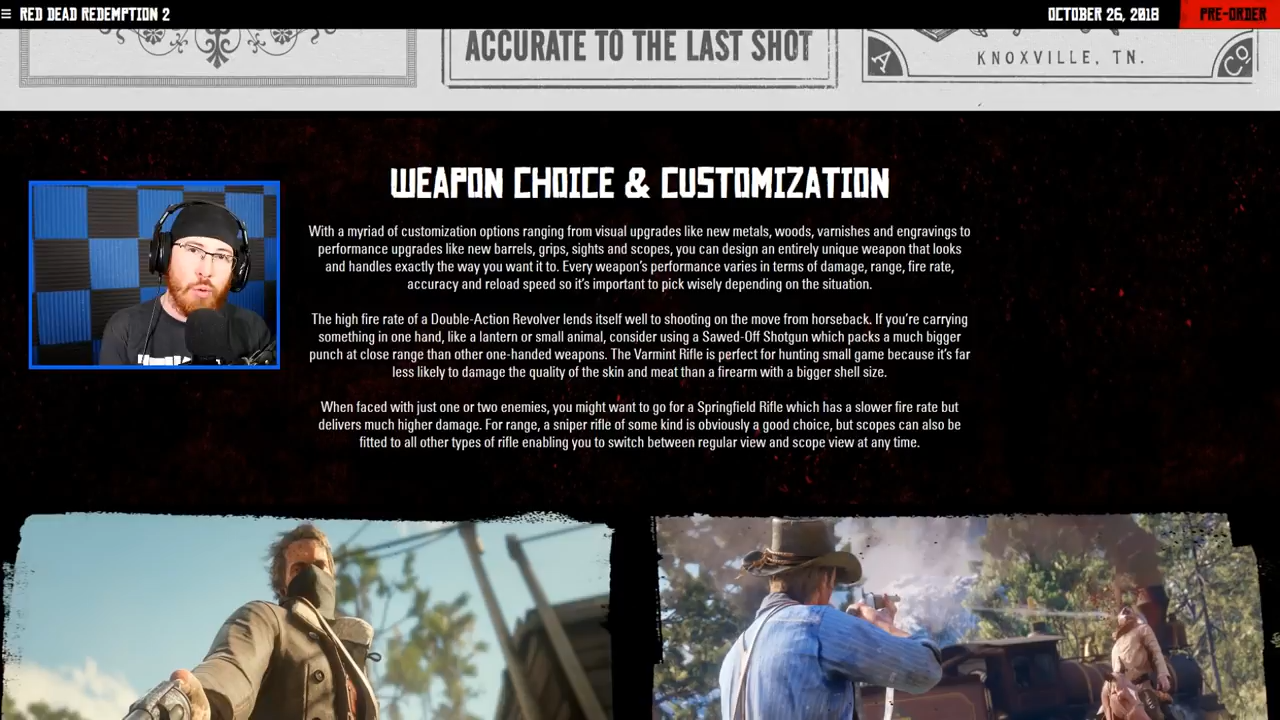 RED DEAD REDEMPTION 2
OCTOBER 26, 2018
PRE-ORDER
ACCURATE TO THE LAST SHOT
A
KNOXVILLE, TN.
Co
WEAPON CHOICE & CUSTOMIZATION
With a myriad of customization options ranging from visual upgrades like new metals, woods, varnishes and engravings to
performance upgrades like new barrels, grips, sights and scopes, you can design an entirely unique weapon that looks
and handles exactly the way you want it to. Every weapon's performance varies in terms of damage, range, fire rate,
accuracy and reload speed so it's important to pick wisely depending on the situation.
The high fire rate of a Double-Action Revolver lends itself well to shooting on the move from horseback. If you're carrying
something in one hand, like a lantern or small animal, consider using a Sawed-Off Shotgun which packs a much bigger
punch at close range than other one-handed weapons. The Varmint Rifle is perfect for hunting small game because it's far
less likely to damage the quality of the skin and meat than a firearm with a bigger shell size.
When faced with just one or two enemies, you might want to go for a Springfield Rifle which has a slower fire rate but
delivers much higher damage. For range, a sniper rifle of some kind is obviously a good choice, but scopes can also be
fitted to all other types of rifle enabling you to switch between regular view and scope view at any time.